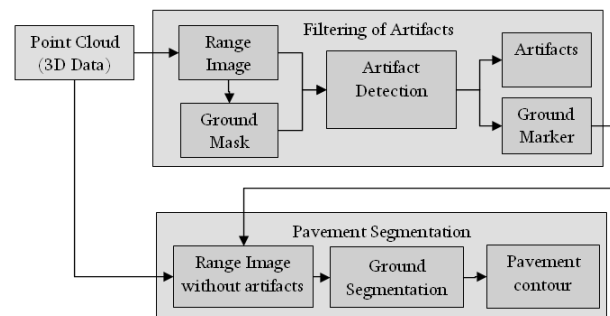 Filtering of Artifacts
Point Cloud
(3D Data)
Range
Image
Ground
Mask
Artifact
Detection
Artifacts
Ground
Marker
Pavement Segmentation
Range Image
without artifacts
Ground
Segmentation
Pavement
contour